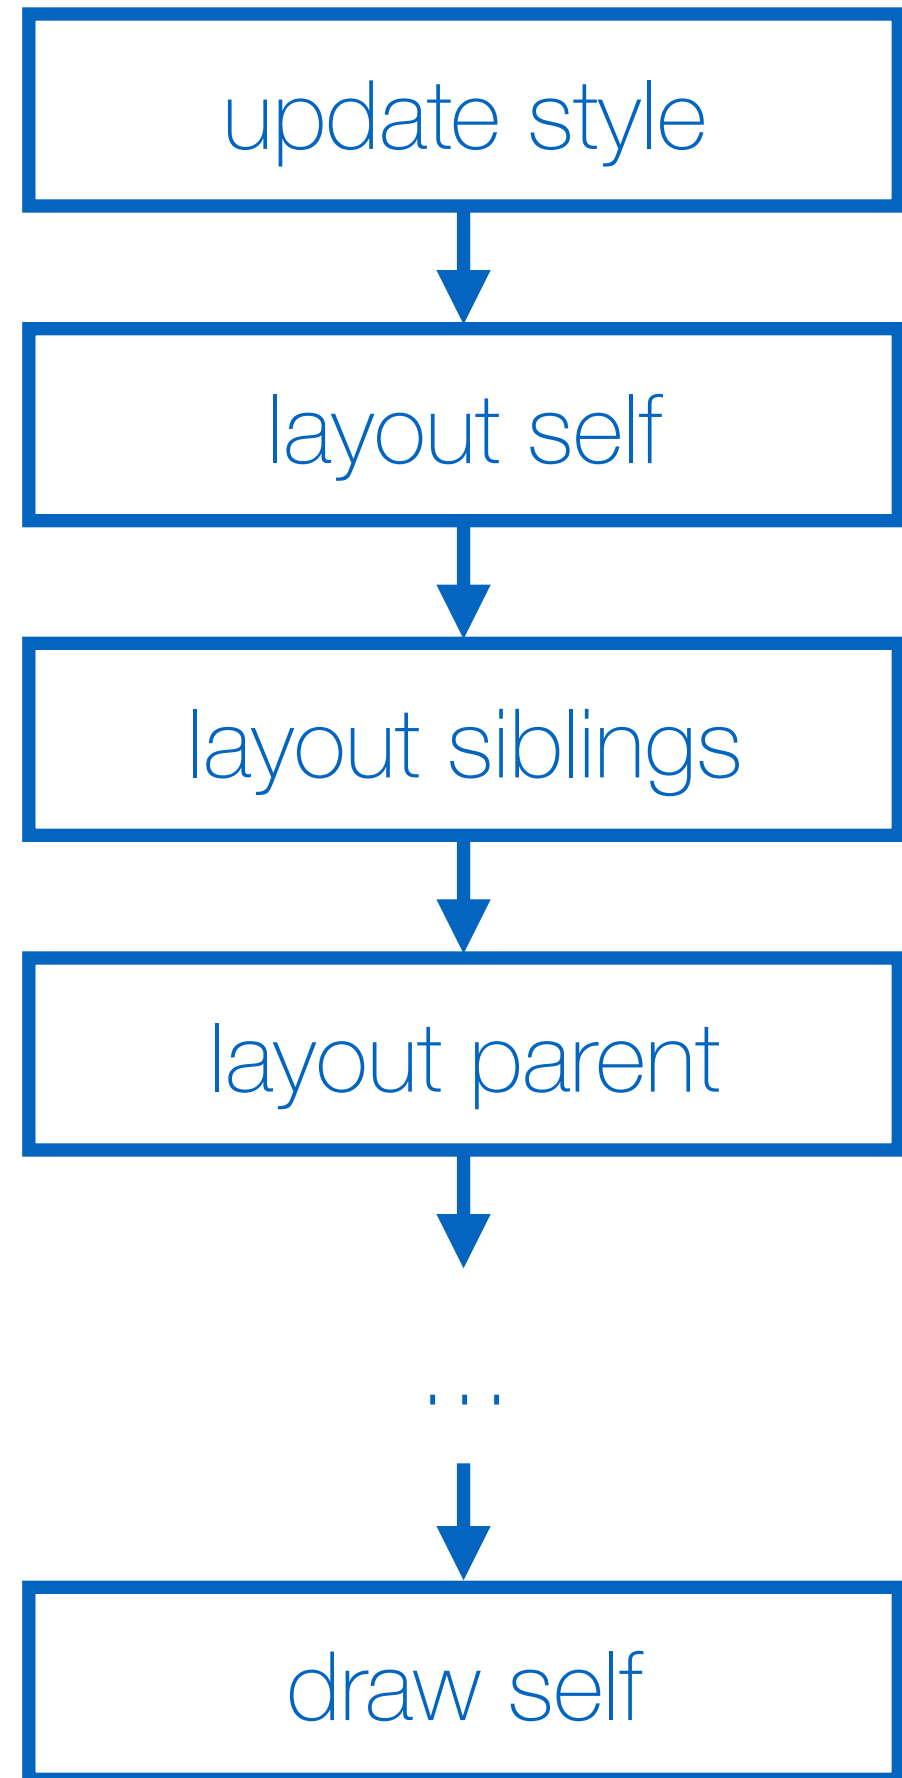 update style
layout self
layout siblings
layout parent
...
draw self